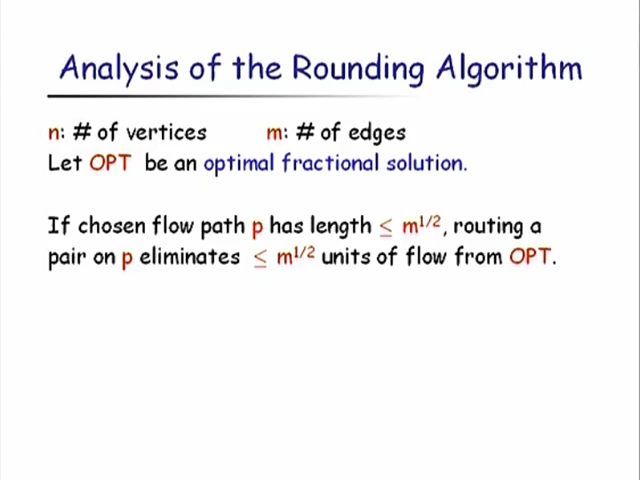 Analysis of the Rounding Algorithm
n: # of vertices m: # of edges
Let OPT be an optimal fractional solution.
If chosen flow path p has length ≤ m^1/2, routing a
pair on p eliminates ≤ m^1/2 units of flow from OPT.